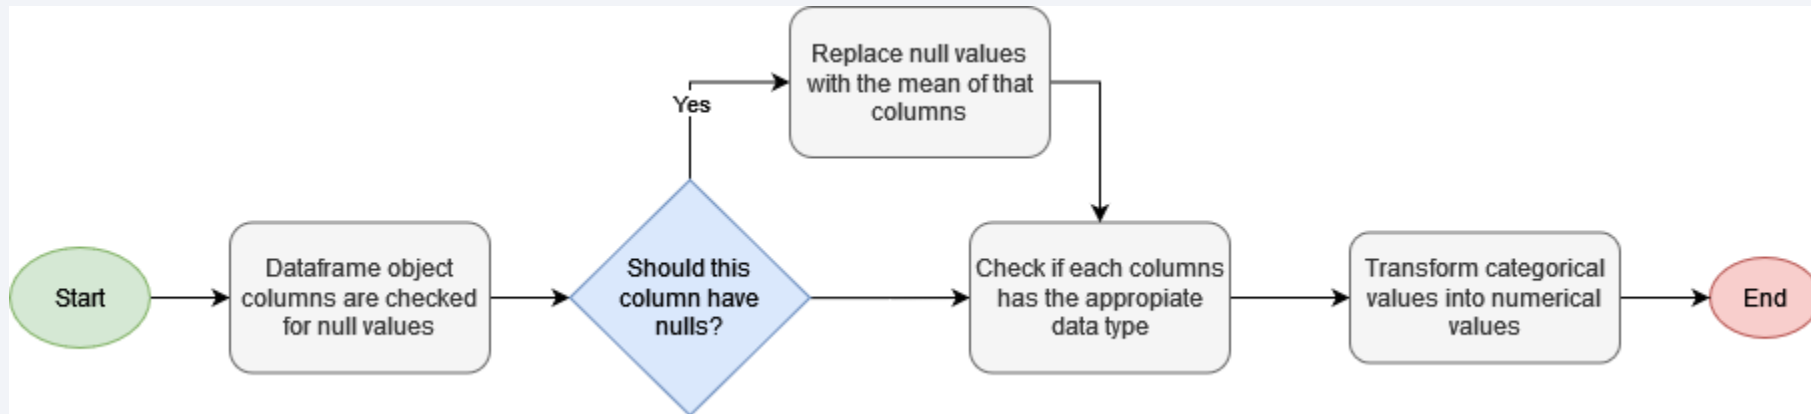 Start
Dataframe object
columns are checked
for null values
Should this
column have
nulls?
Yes
Replace null values
with the mean of that
columns
Check if each columns
has the appropiate
data type
Transform categorical
values into numerical
values
End